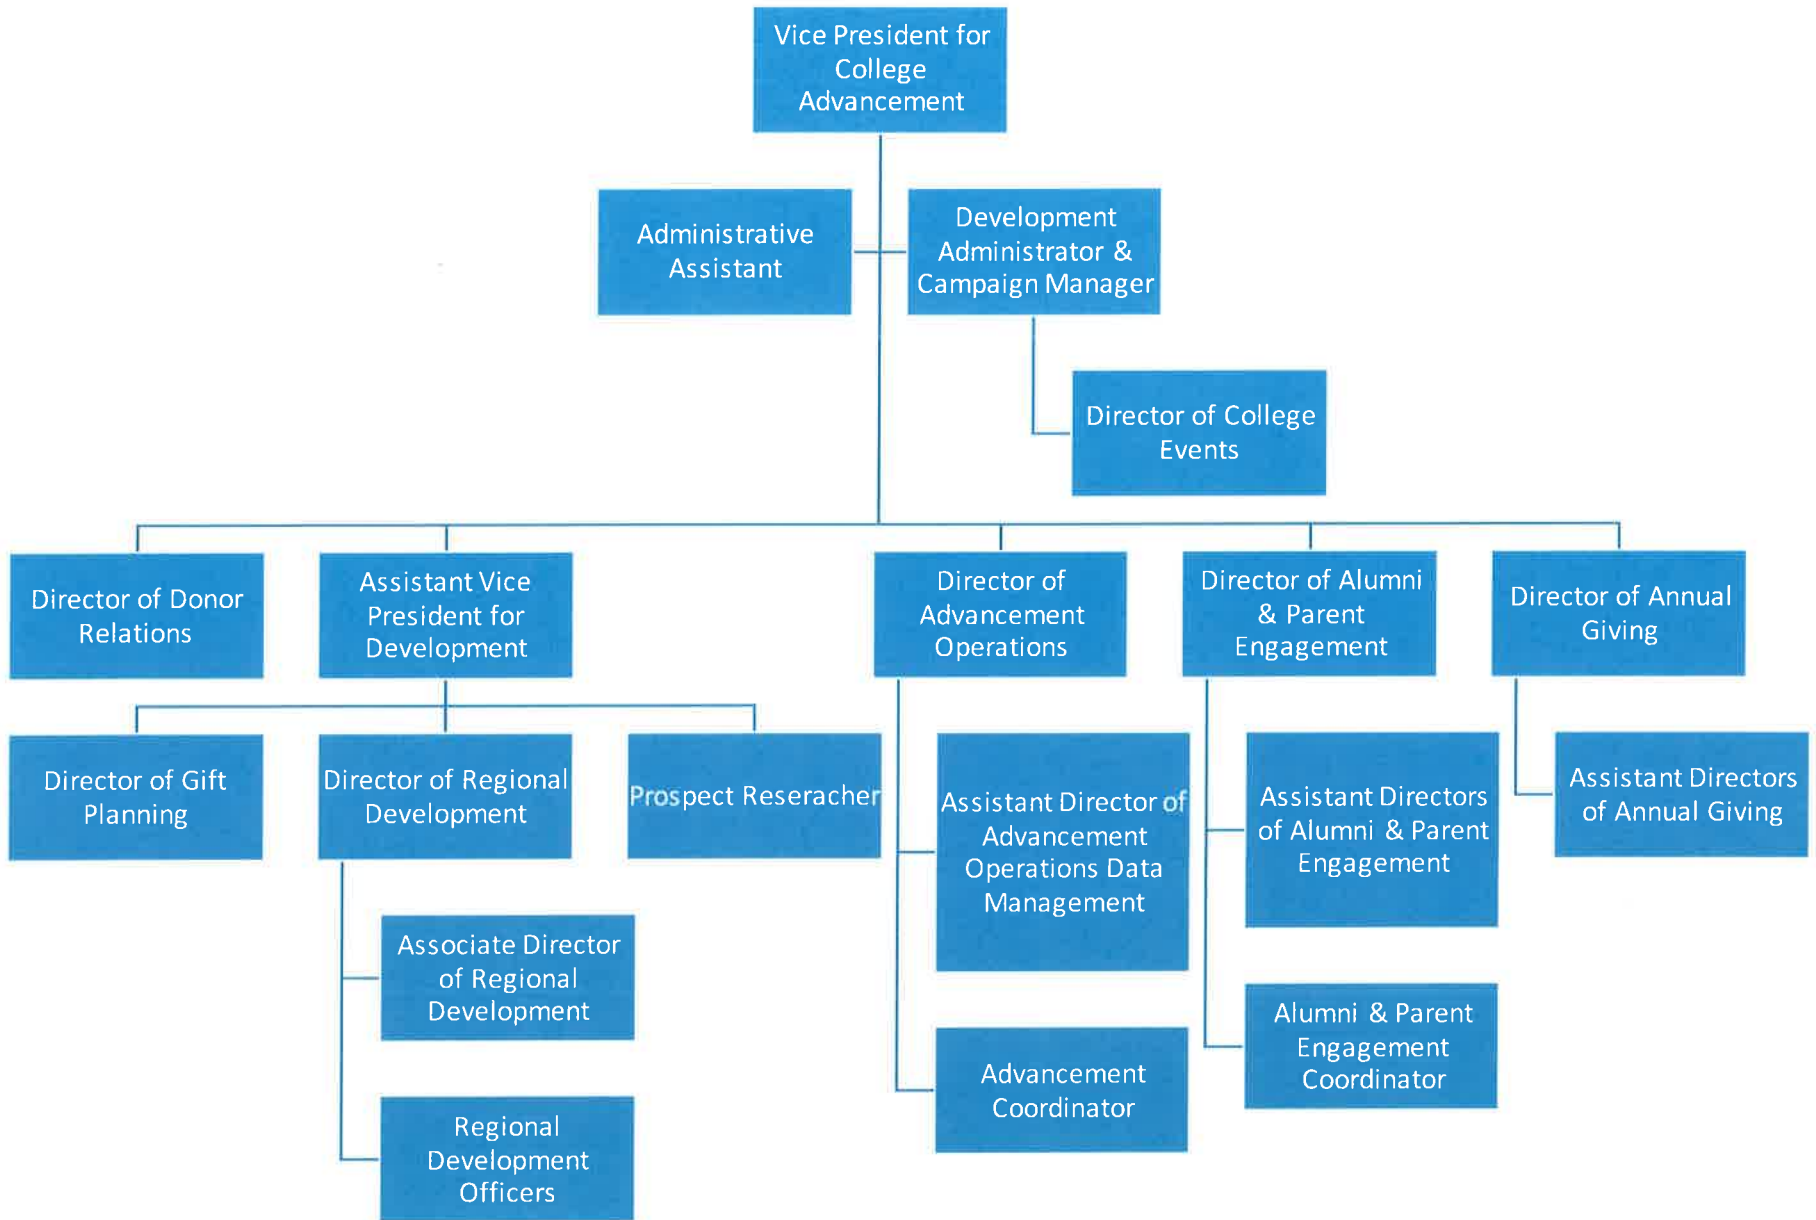 Vice President for
College
Advancement
Administrative
Assistant
Development
Administrator &
Campaign Manager
Director of College
Events
Director of Donor
Relations
Assistant Vice
President for
Development
Director of
Advancement
Operations
Director of Alumni
& Parent
Engagement
Director of Annual
Giving
Director of Gift
Planning
Director of Regional
Development
Prospect Reseracher
Assistant Director of
Advancement
Operations Data
Management
Assistant Directors
of Alumni & Parent
Engagement
Assistant Directors
of Annual Giving
Associate Director
of Regional
Development
Advancement
Coordinator
Alumni & Parent
Engagement
Coordinator
Regional
Development
Officers